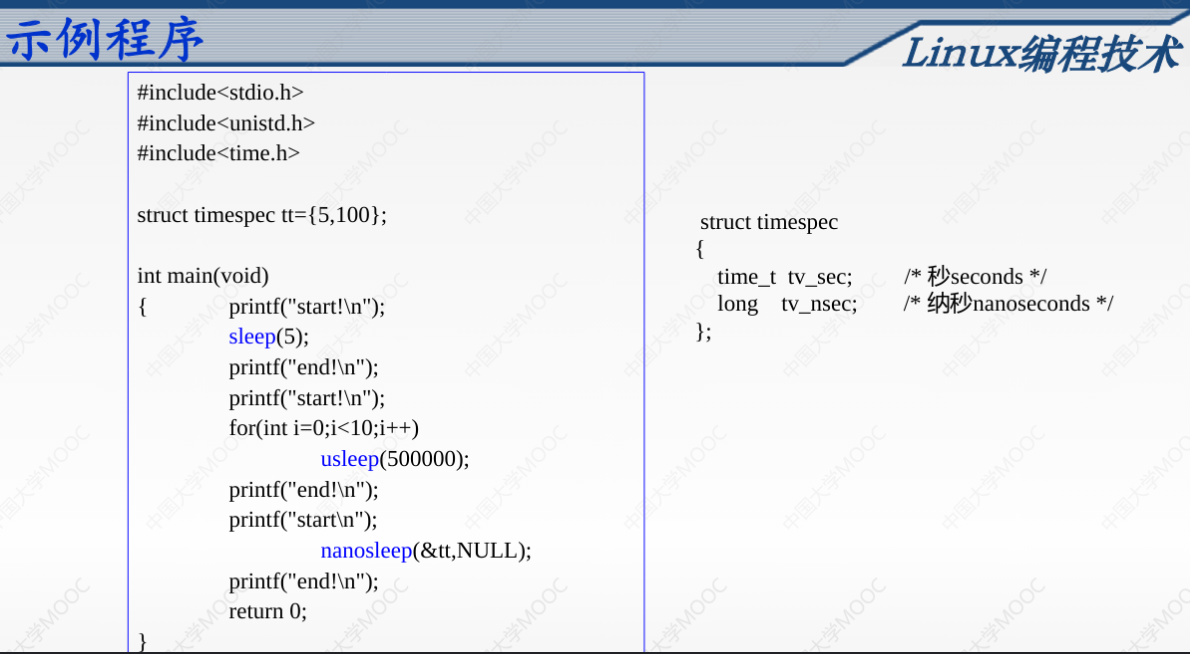 示例程序
Linux编程技术
#include<stdio.h>
#include<unistd.h>
#include<time.h>
struct timespec tt={5,100};
int main(void)
{ printf("start!\n");
sleep(5);
printf("end!\n");
printf("start!\n");
for(int i=0;i<10;i++)
usleep(500000);
printf("end!\n");
printf("start\n");
nanosleep(&tt,NULL);
printf("end!\n");
return 0;
}
struct timespec
{
time_t tv_sec; /* 秒seconds */
long tv_nsec; /* 纳秒nanoseconds */
};
中国大学MOOC